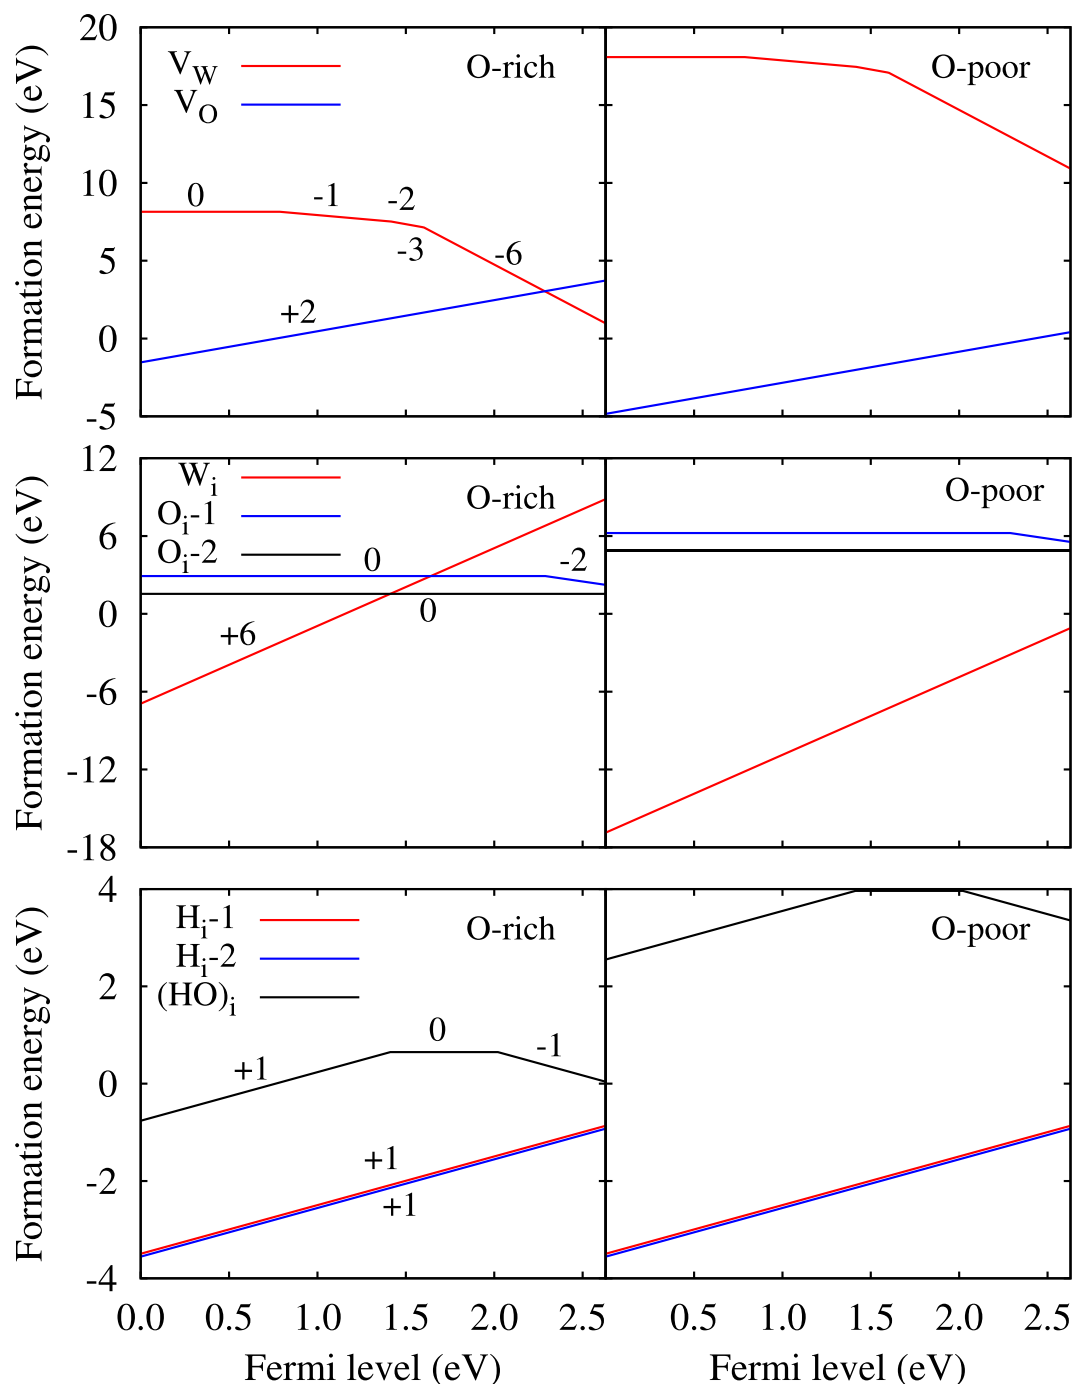 Formation energy (eV)
20
15
10
5
0
-5
V_W
V_O
O-rich
0
-1
-2
-3
-6
+2
O-poor
Formation energy (eV)
12
6
0
-6
-12
-18
W_i
O_i-1
O_i-2
O-rich
0
-2
0
+6
O-poor
Formation energy (eV)
4
2
0
-2
-4
H_i-1
H_i-2
(HO)_i
O-rich
0
-1
+1
+1
+1
O-poor
0.0 0.5 1.0 1.5 2.0 2.5
0.5 1.0 1.5 2.0 2.5
Fermi level (eV)
Fermi level (eV)